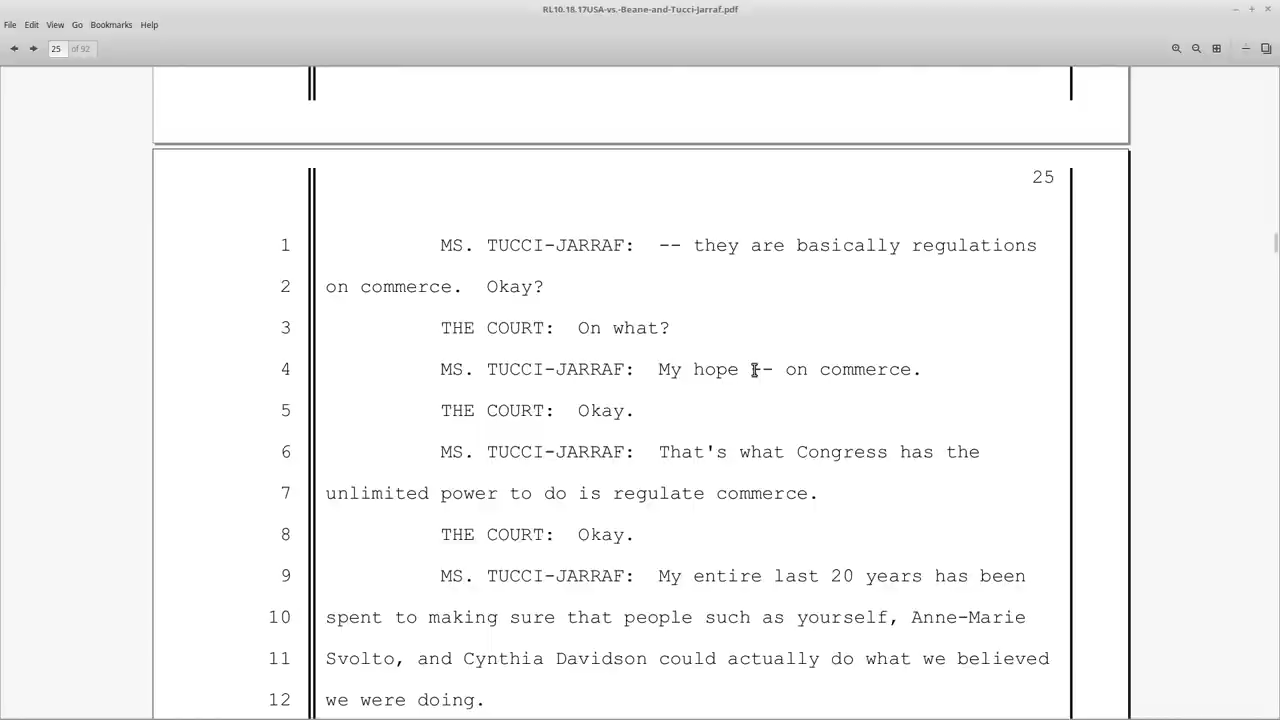 RL10.18.17USA-vs.-Beane-and-Tucci-Jarraf.pdf
File Edit View Go Bookmarks Help
25 of 92
25
1 MS. TUCCI-JARRAF: -- they are basically regulations
2 on commerce. Okay?
3 THE COURT: On what?
4 MS. TUCCI-JARRAF: My hope -- on commerce.
5 THE COURT: Okay.
6 MS. TUCCI-JARRAF: That's what Congress has the
7 unlimited power to do is regulate commerce.
8 THE COURT: Okay.
9 MS. TUCCI-JARRAF: My entire last 20 years has been
10 spent to making sure that people such as yourself, Anne-Marie
11 Svolto, and Cynthia Davidson could actually do what we believed
12 we were doing.